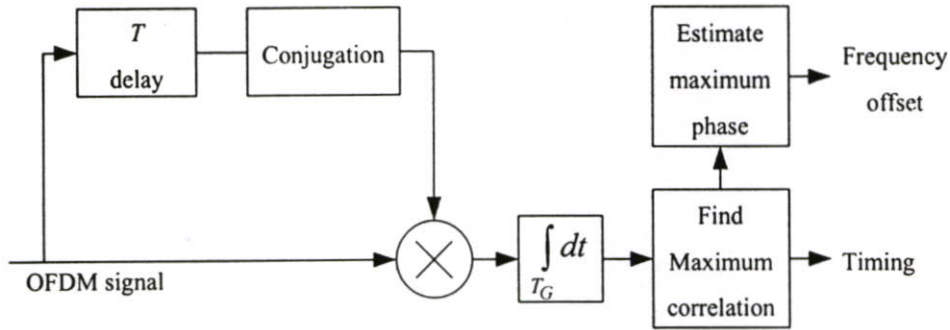 T
delay
Conjugation
Estimate
maximum
phase
Frequency
offset
OFDM signal
∫ dt
T_G
Find
Maximum
correlation
Timing